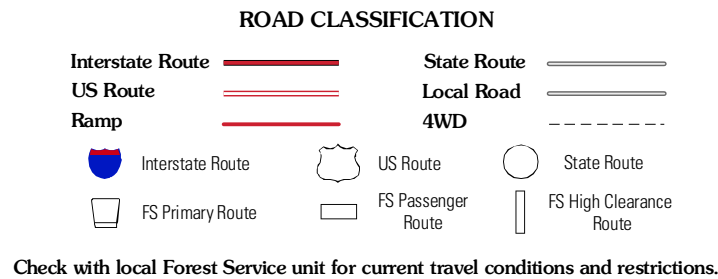 ROAD CLASSIFICATION
Interstate Route
State Route
US Route
Local Road
Ramp
4WD
Interstate Route
US Route
State Route
FS Primary Route
FS Passenger
Route
FS High Clearance
Route
Check with local Forest Service unit for current travel conditions and restrictions.